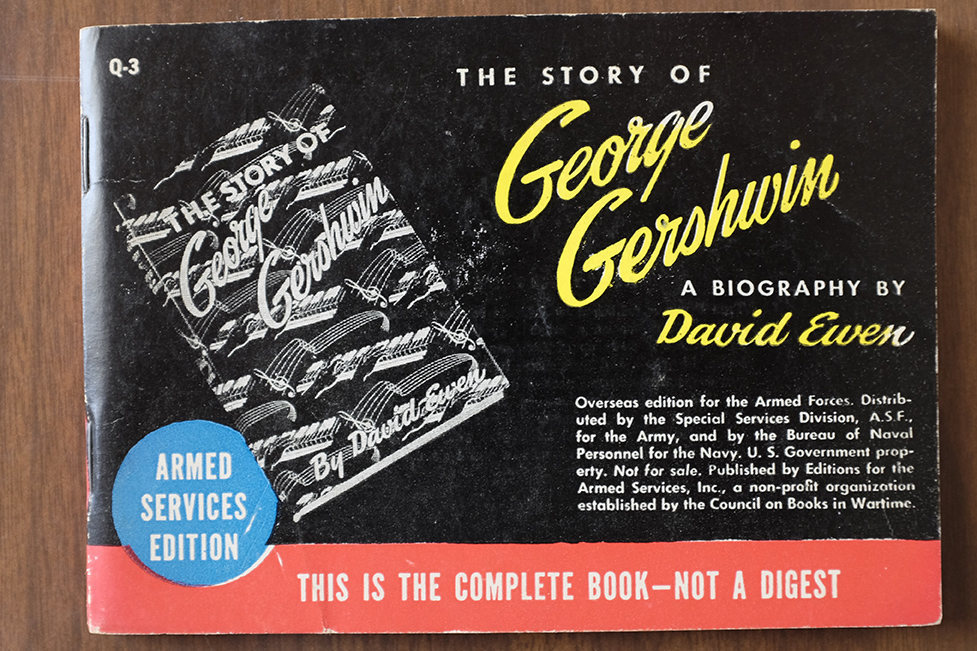 Q-3
THE STORY OF
George
Gershwin
A BIOGRAPHY BY
David Ewen
THE STORY OF
George
Gershwin
By David Ewen
Overseas edition for the Armed Forces. Distrib-
uted by the Special Services Division, A.S.F.,
for the Army, and by the Bureau of Naval
Personnel for the Navy. U. S. Government prop-
erty. Not for sale. Published by Editions for the
Armed Services, Inc., a non-profit organization
established by the Council on Books in Wartime.
ARMED
SERVICES
EDITION
THIS IS THE COMPLETE BOOK—NOT A DIGEST